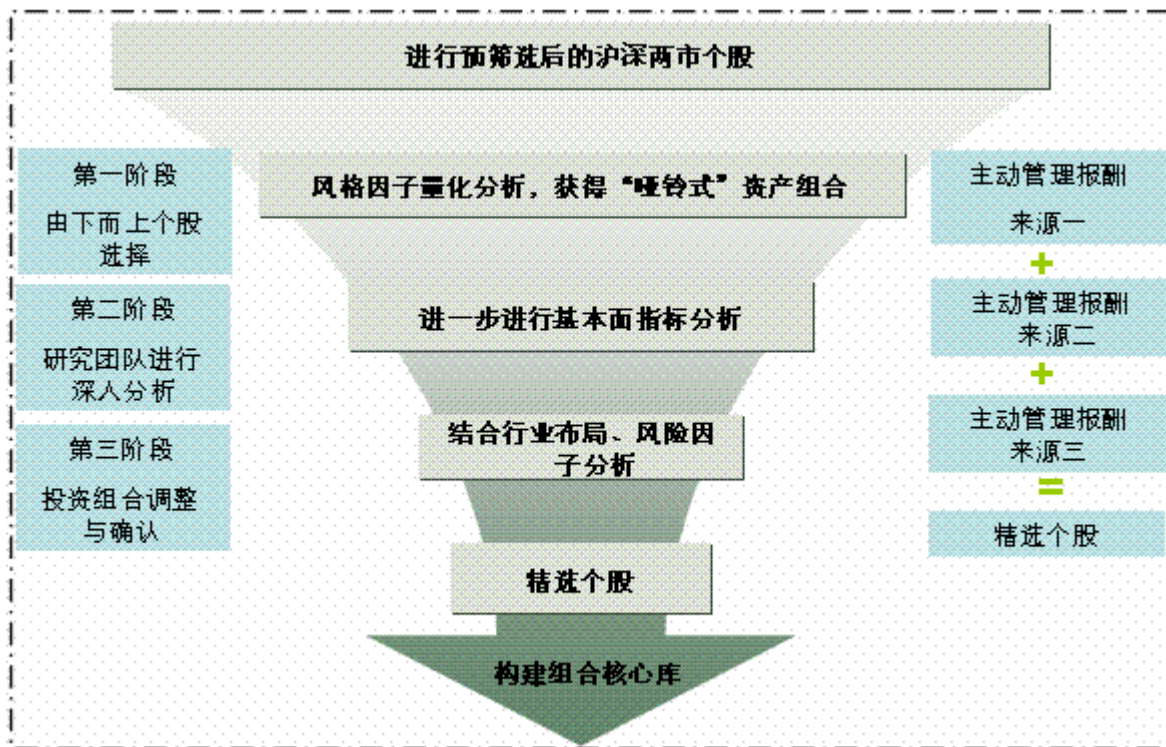 进行预筛选后的沪深两市个股
第一阶段
由下而上个股
选择
风格因子量化分析，获得“哑铃式”资产组合
主动管理报酬
来源一
+
第二阶段
研究团队进行
深入分析
进一步进行基本面指标分析
主动管理报酬
来源二
+
第三阶段
投资组合调整
与确认
结合行业布局、风险因
子分析
主动管理报酬
来源三
=
精选个股
精选个股
构建组合核心库